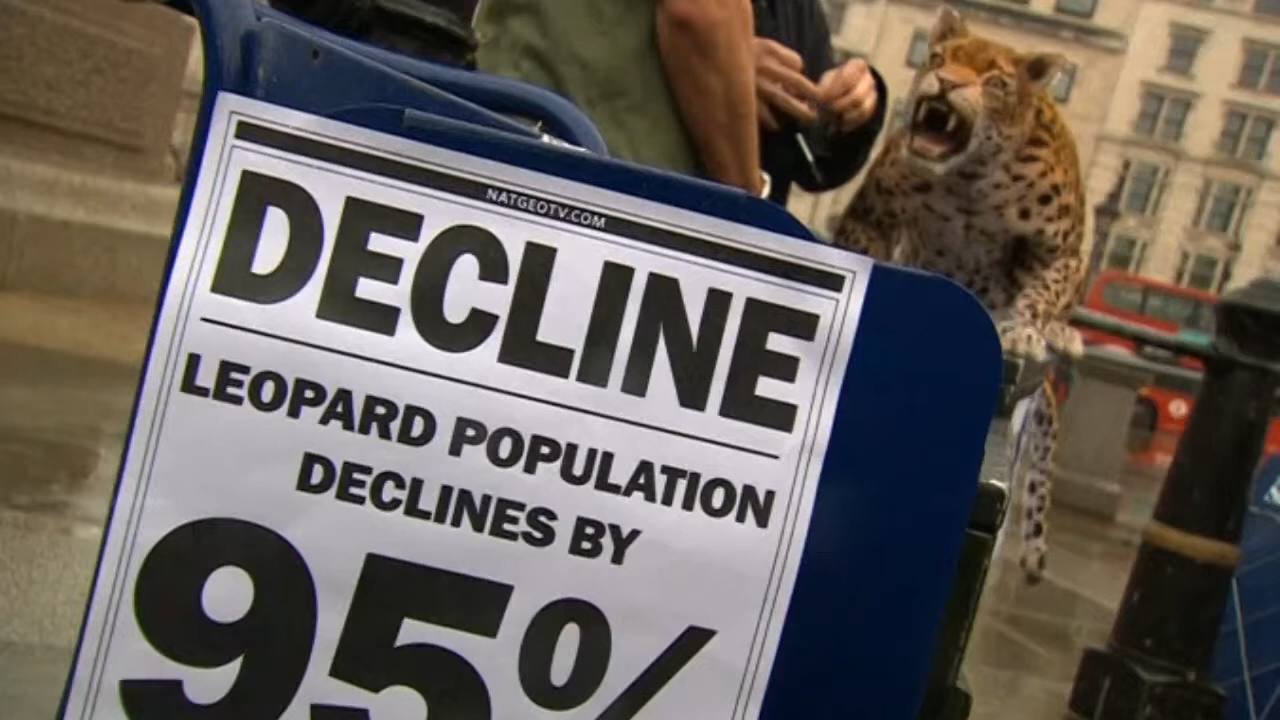 NATGEOTV.COM
DECLINE
LEOPARD POPULATION
DECLINES BY
95%